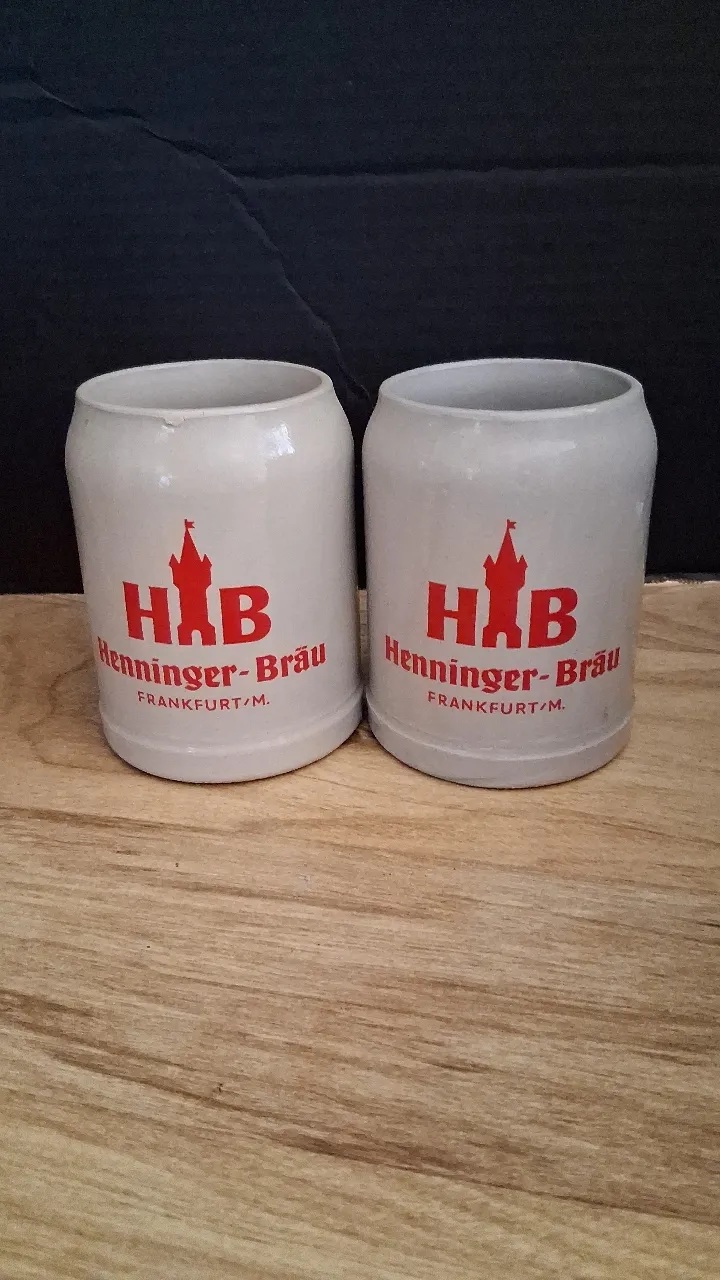 HB
Henninger-Bräu
FRANKFURT/M.
HB
Henninger-Bräu
FRANKFURT/M.